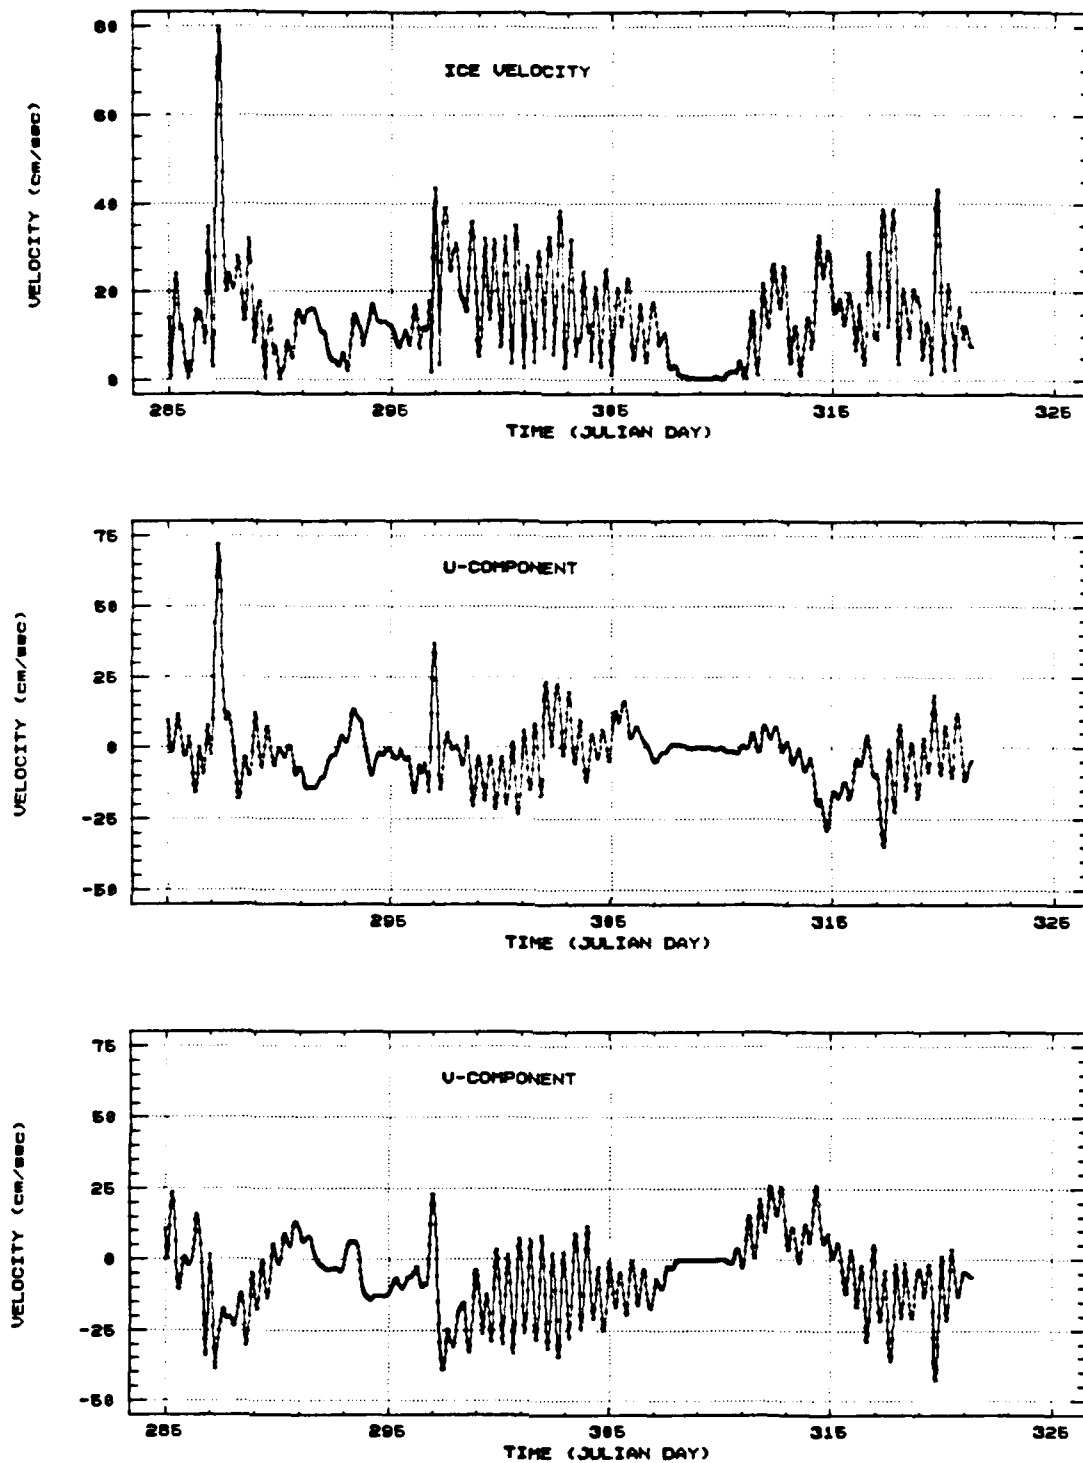 80
60
40
20
0
VELOCITY (cm/sec)
ICE VELOCITY
285 295 305 315 325
TIME (JULIAN DAY)
75
50
25
0
-25
-50
VELOCITY (cm/sec)
U-COMPONENT
295 305 315 325
TIME (JULIAN DAY)
75
50
25
0
-25
-50
VELOCITY (cm/sec)
V-COMPONENT
285 295 305 315 325
TIME (JULIAN DAY)